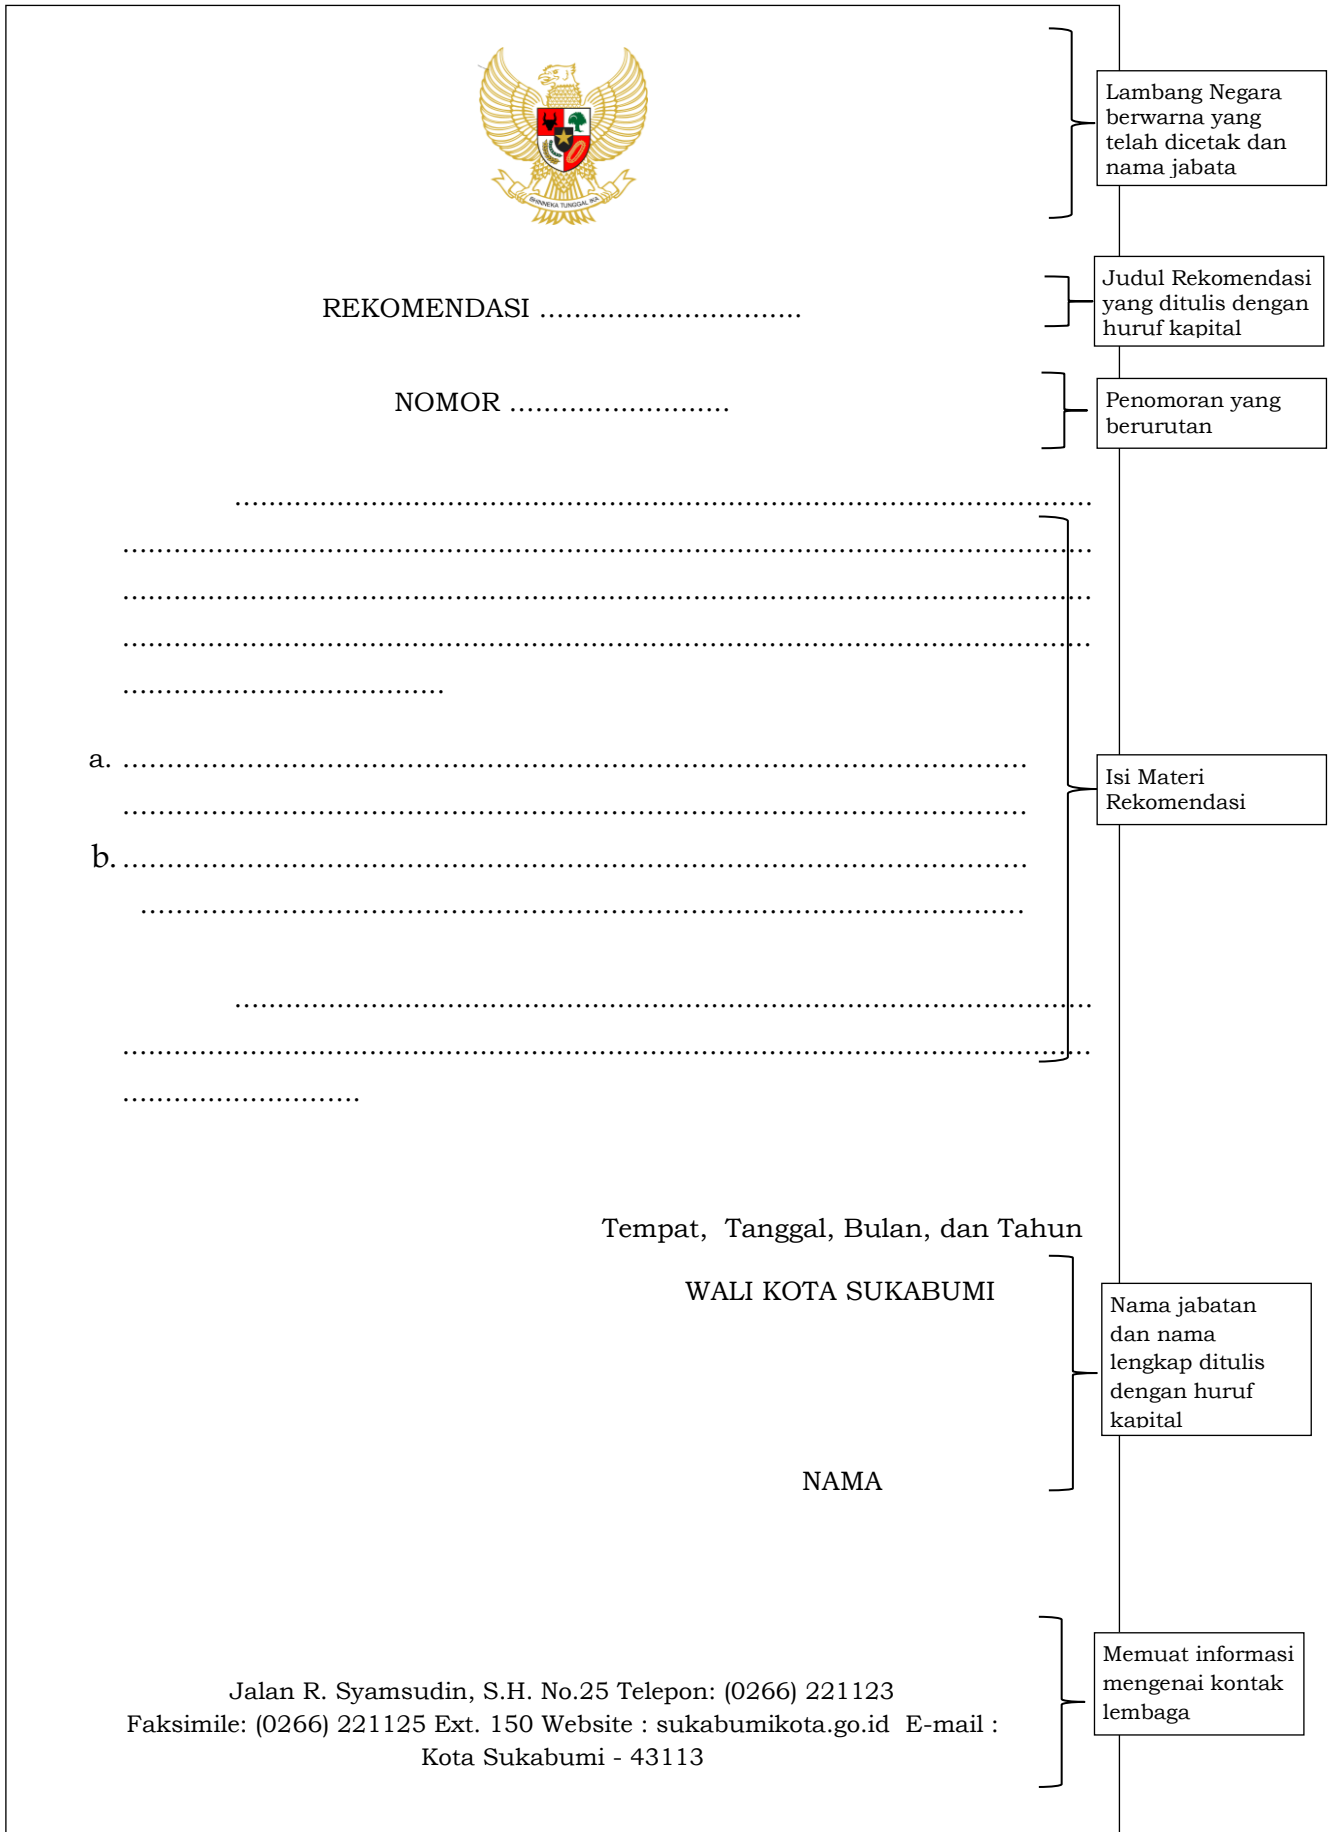 BHINNEKA TUNGGAL IKA
Lambang Negara
berwarna yang
telah dicetak dan
nama jabata
REKOMENDASI ...............................
Judul Rekomendasi
yang ditulis dengan
huruf kapital
NOMOR ..........................
Penomoran yang
berurutan
.....................................................................................................
..................................................................................................................
..................................................................................................................
..................................................................................................................
......................................
a. ..........................................................................................................
..........................................................................................................
b. ..........................................................................................................
........................................................................................................
Isi Materi
Rekomendasi
.....................................................................................................
..................................................................................................................
............................
Tempat,  Tanggal, Bulan, dan Tahun
WALI KOTA SUKABUMI
Nama jabatan
dan nama
lengkap ditulis
dengan huruf
kapital
NAMA
Jalan R. Syamsudin, S.H. No.25 Telepon: (0266) 221123
Faksimile: (0266) 221125 Ext. 150 Website : sukabumikota.go.id  E-mail :
Kota Sukabumi - 43113
Memuat informasi
mengenai kontak
lembaga